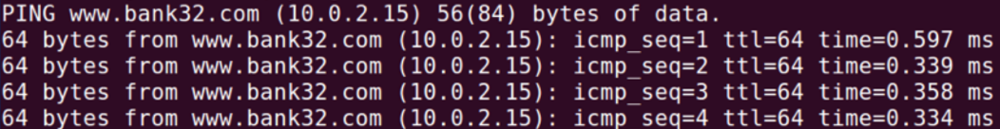 PING www.bank32.com (10.0.2.15) 56(84) bytes of data.
64 bytes from www.bank32.com (10.0.2.15): icmp_seq=1 ttl=64 time=0.597 ms
64 bytes from www.bank32.com (10.0.2.15): icmp_seq=2 ttl=64 time=0.339 ms
64 bytes from www.bank32.com (10.0.2.15): icmp_seq=3 ttl=64 time=0.358 ms
64 bytes from www.bank32.com (10.0.2.15): icmp_seq=4 ttl=64 time=0.334 ms